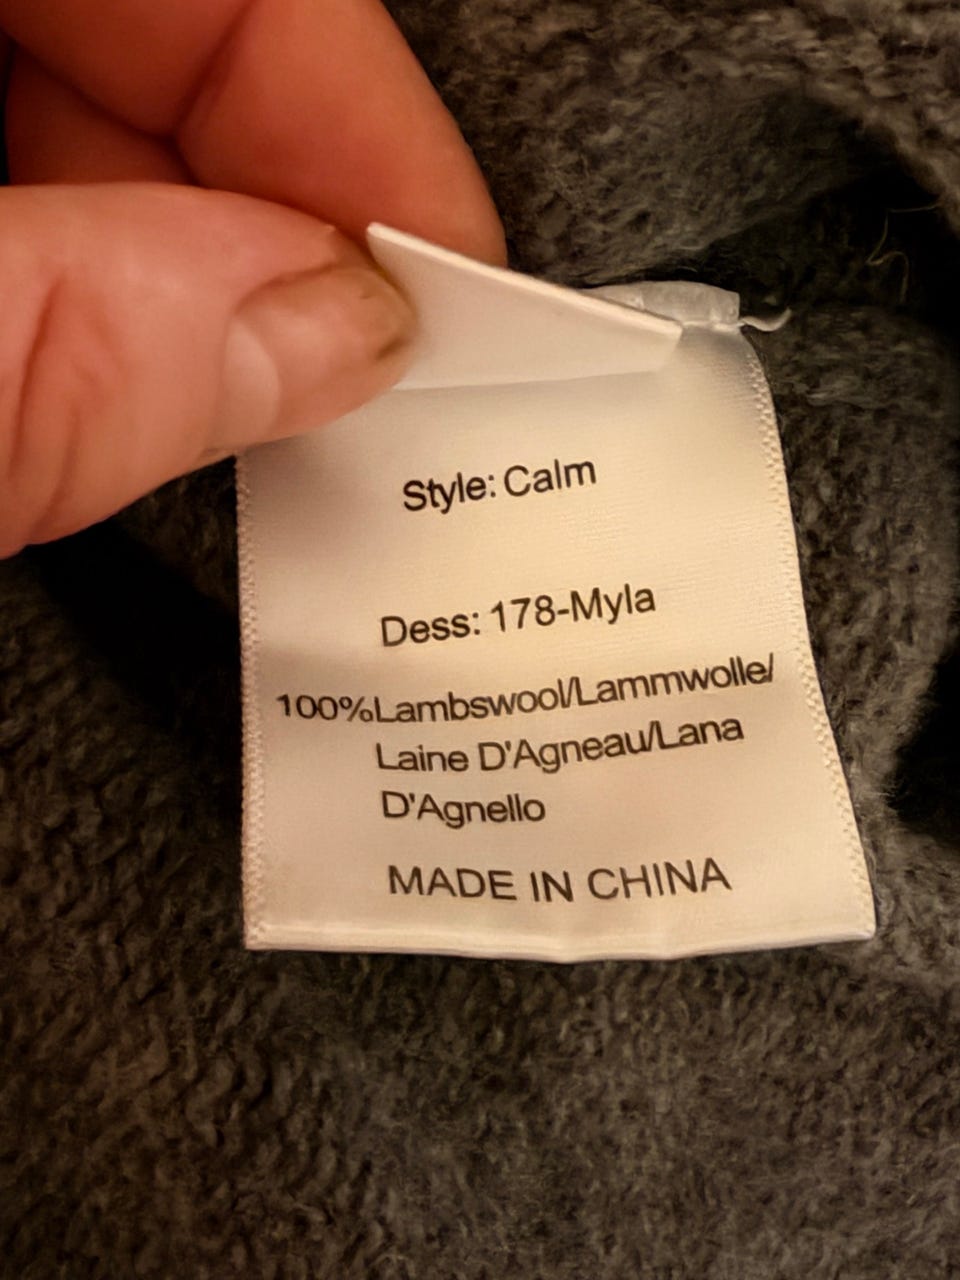 Style: Calm
Dess: 178-Myla
100%Lambswool/Lammwolle/
Laine D'Agneau/Lana
D'Agnello
MADE IN CHINA